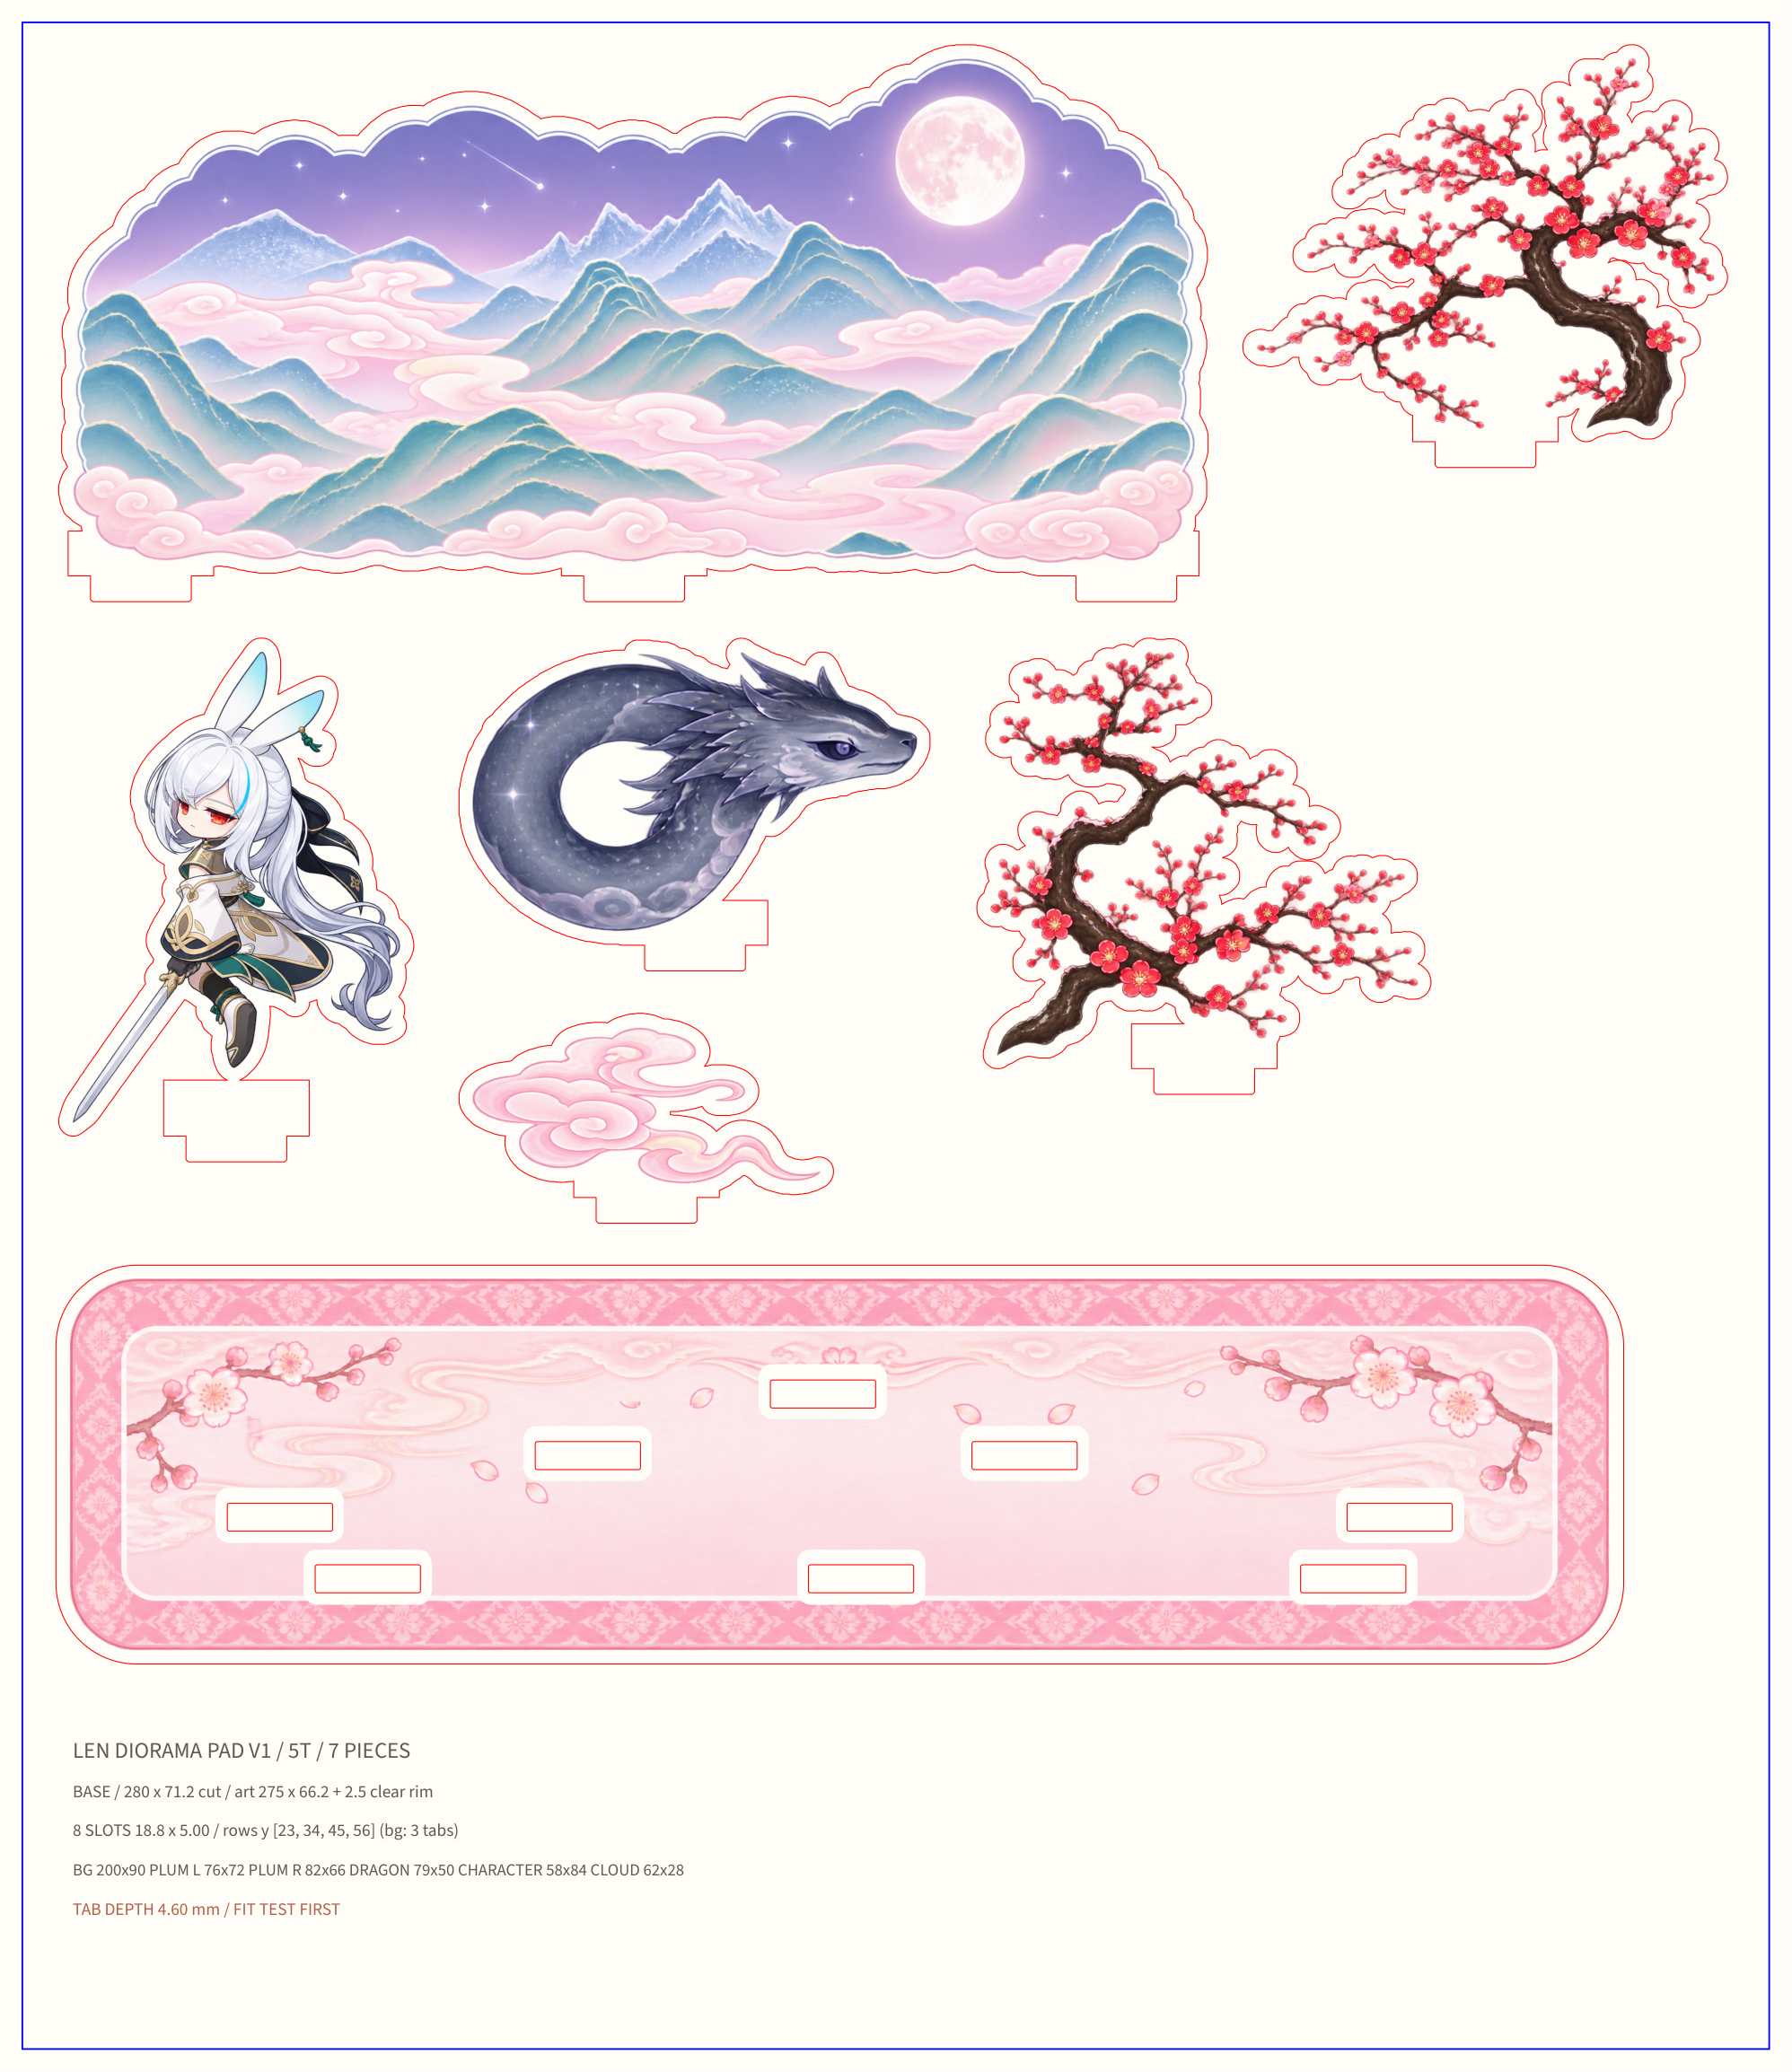 LEN DIORAMA PAD V1 / 5T / 7 PIECES
BASE / 280 x 71.2 cut / art 275 x 66.2 + 2.5 clear rim
8 SLOTS 18.8 x 5.00 / rows y [23, 34, 45, 56] (bg: 3 tabs)
BG 200x90 PLUM L 76x72 PLUM R 82x66 DRAGON 79x50 CHARACTER 58x84 CLOUD 62x28
TAB DEPTH 4.60 mm / FIT TEST FIRST